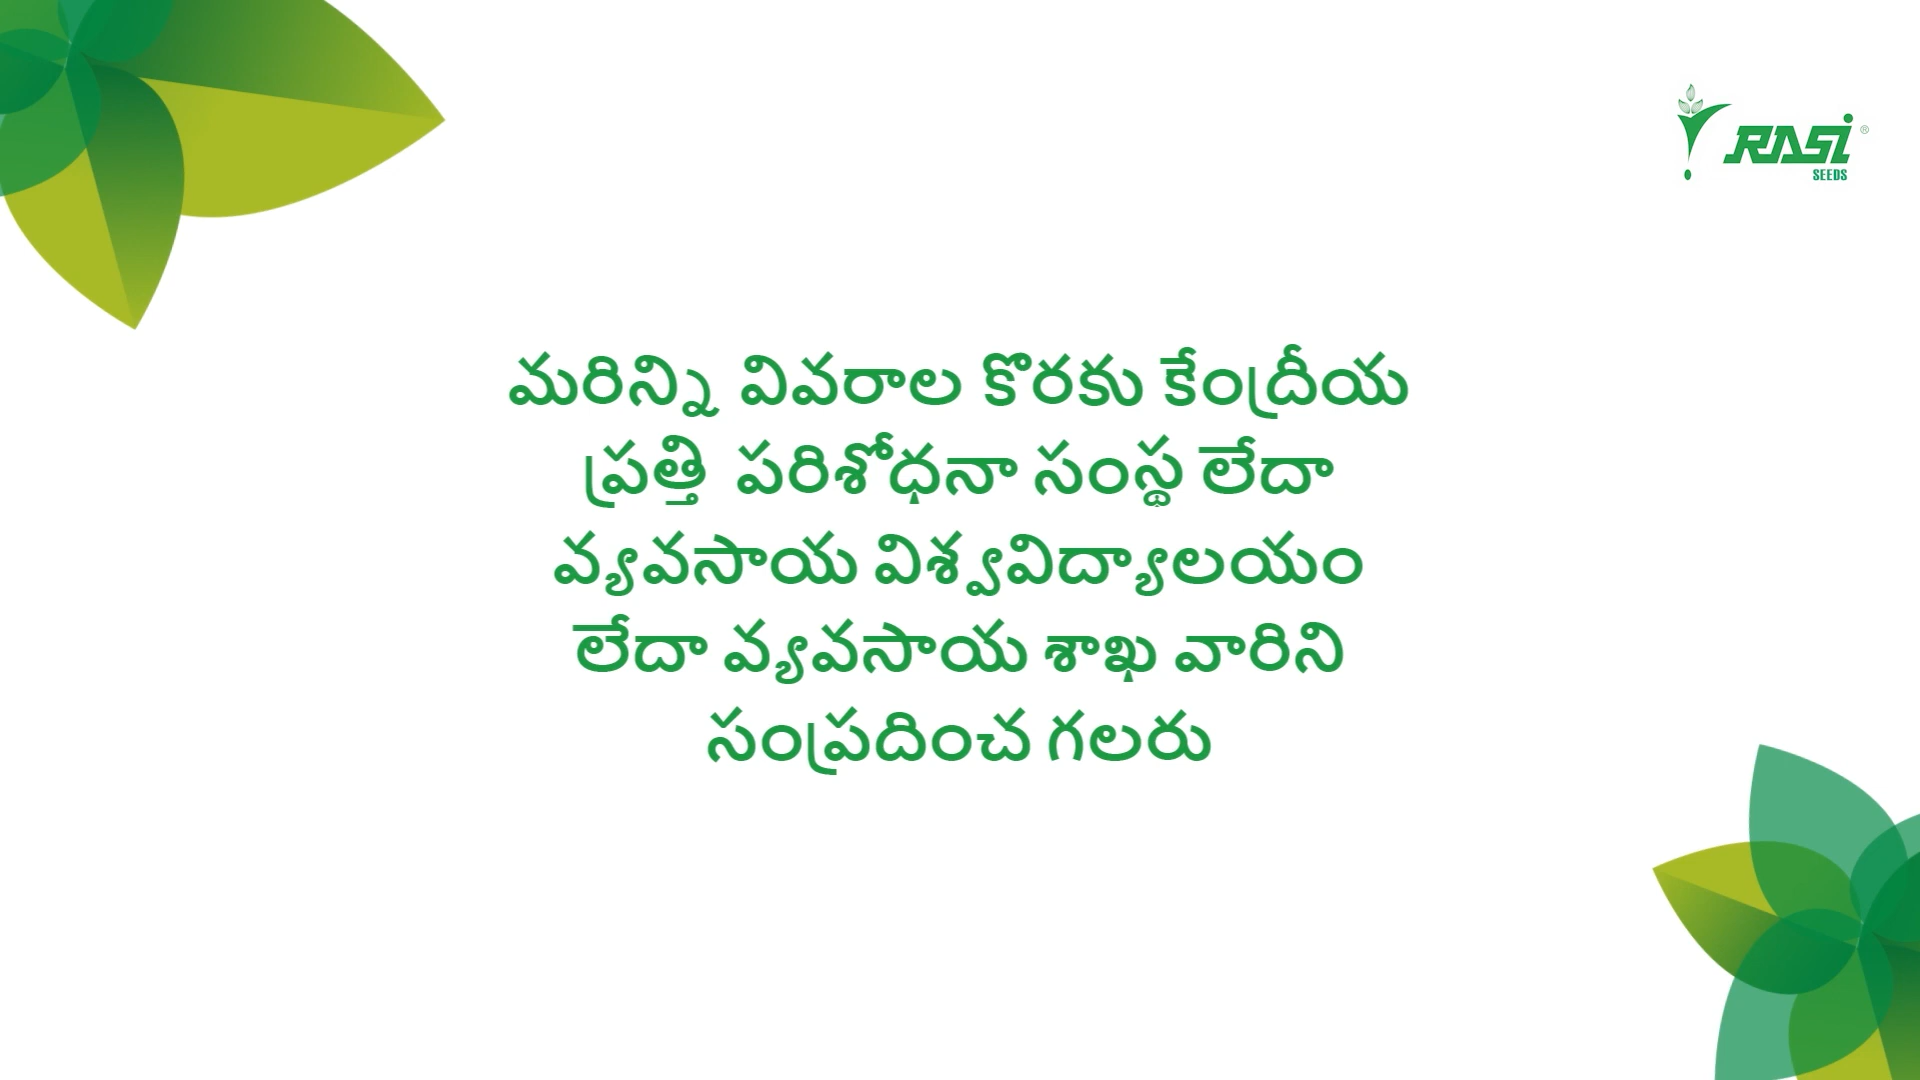 RASI ®
SEEDS
మరిన్ని వివరాల కొరకు కేంద్రీయ
ప్రత్తి పరిశోధనా సంస్థ లేదా
వ్యవసాయ విశ్వవిద్యాలయం
లేదా వ్యవసాయ శాఖ వారిని
సంప్రదించ గలరు